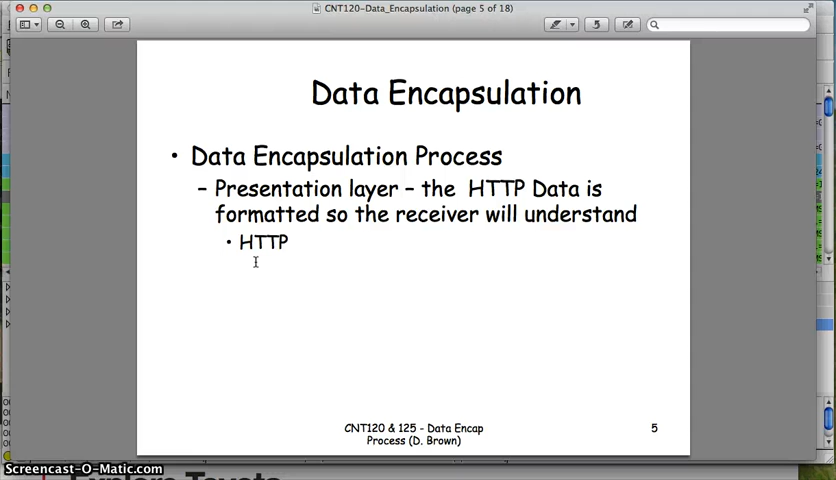 CNT120-Data_Encapsulation (page 5 of 18)
Data Encapsulation
• Data Encapsulation Process
– Presentation layer – the HTTP Data is
formatted so the receiver will understand
• HTTP
CNT120 & 125 - Data Encap
Process (D. Brown)
5
Screencast-O-Matic.com